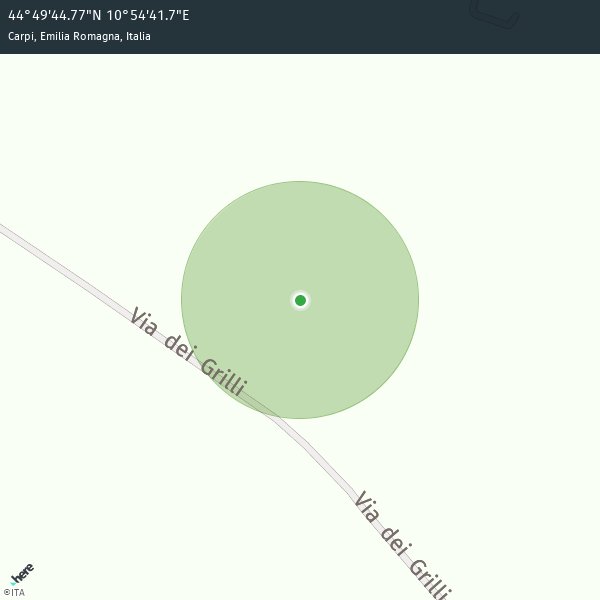 44°49'44.77"N 10°54'41.7"E
Carpi, Emilia Romagna, Italia
Via dei Grilli
Via dei Grilli
here
©ITA